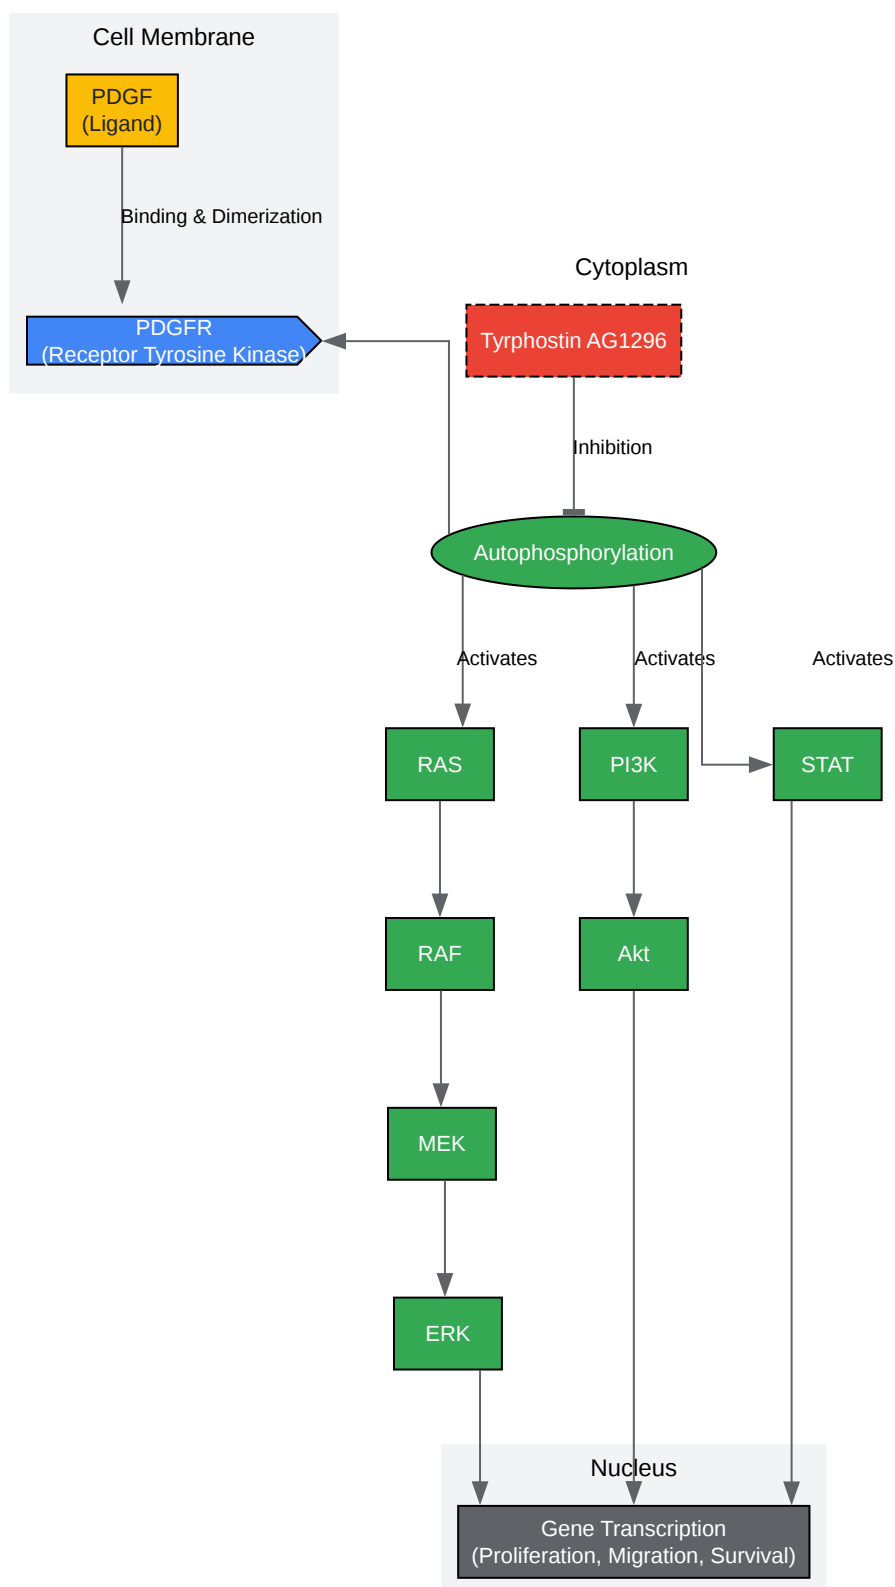 Cell Membrane
PDGF
(Ligand)
Binding & Dimerization
PDGFR
(Receptor Tyrosine Kinase)
Cytoplasm
Tyrphostin AG1296
Inhibition
Autophosphorylation
Activates
Activates
Activates
RAS
PI3K
STAT
RAF
Akt
MEK
ERK
Nucleus
Gene Transcription
(Proliferation, Migration, Survival)